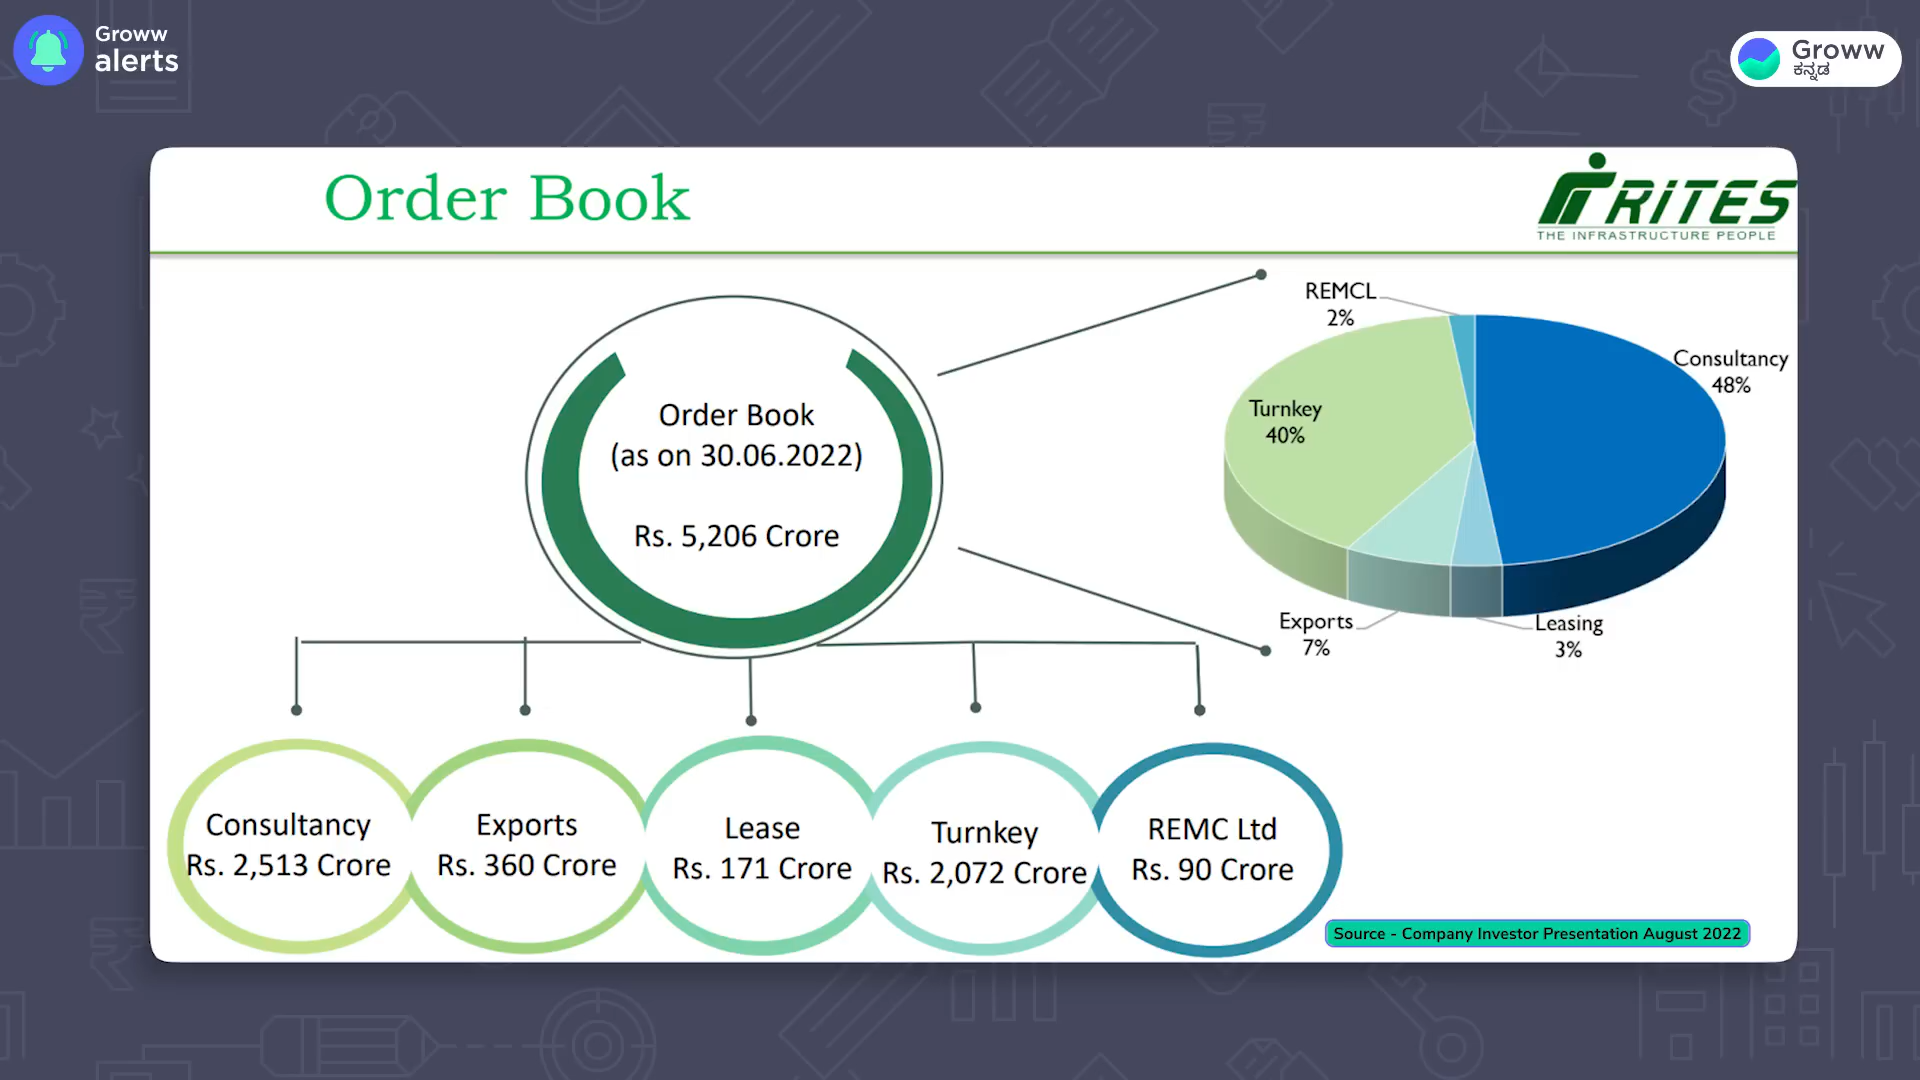 Groww
alerts
Groww
ಕನ್ನಡ
Order Book
RITES
THE INFRASTRUCTURE PEOPLE
Order Book
(as on 30.06.2022)
Rs. 5,206 Crore
REMCL
2%
Consultancy
48%
Turnkey
40%
Exports
7%
Leasing
3%
Consultancy
Rs. 2,513 Crore
Exports
Rs. 360 Crore
Lease
Rs. 171 Crore
Turnkey
Rs. 2,072 Crore
REMC Ltd
Rs. 90 Crore
Source - Company Investor Presentation August 2022